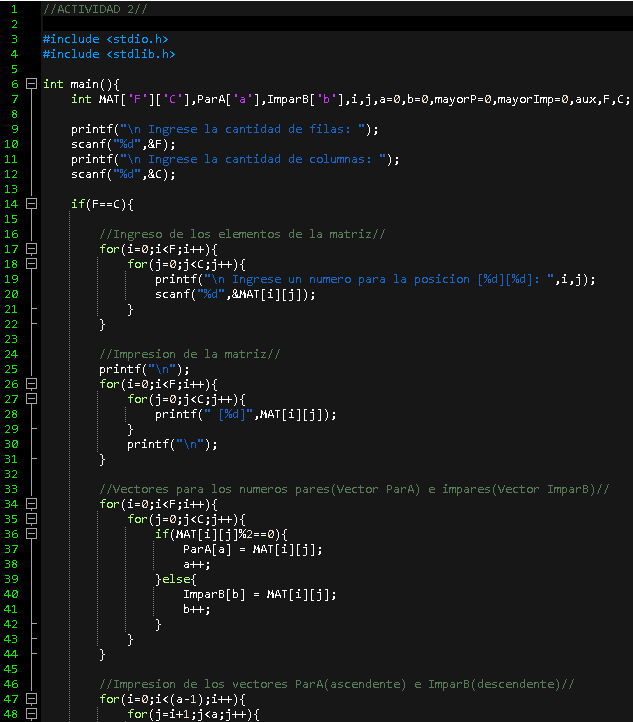 1 //ACTIVIDAD 2//
2
3 #include <stdio.h>
4 #include <stdlib.h>
5
6 int main(){
7 int MAT['F']['C'],ParA['a'],ImparB['b'],i,j,a=0,b=0,mayorP=0,mayorImp=0,aux,F,C;
8
9 printf("\n Ingrese la cantidad de filas: ");
10 scanf("%d",&F);
11 printf("\n Ingrese la cantidad de columnas: ");
12 scanf("%d",&C);
13
14 if(F==C){
15
16 //Ingreso de los elementos de la matriz//
17 for(i=0;i<F;i++){
18 for(j=0;j<C;j++){
19 printf("\n Ingrese un numero para la posicion [%d][%d]: ",i,j);
20 scanf("%d",&MAT[i][j]);
21 }
22 }
23
24 //Impresion de la matriz//
25 printf("\n");
26 for(i=0;i<F;i++){
27 for(j=0;j<C;j++){
28 printf(" [%d]",MAT[i][j]);
29 }
30 printf("\n");
31 }
32
33 //Vectores para los numeros pares(Vector ParA) e impares(Vector ImparB)//
34 for(i=0;i<F;i++){
35 for(j=0;j<C;j++){
36 if(MAT[i][j]%2==0){
37 ParA[a] = MAT[i][j];
38 a++;
39 }else{
40 ImparB[b] = MAT[i][j];
41 b++;
42 }
43 }
44 }
45
46 //Impresion de los vectores ParA(ascendente) e ImparB(descendente)//
47 for(i=0;i<(a-1);i++){
48 for(j=i+1;j<a;j++){